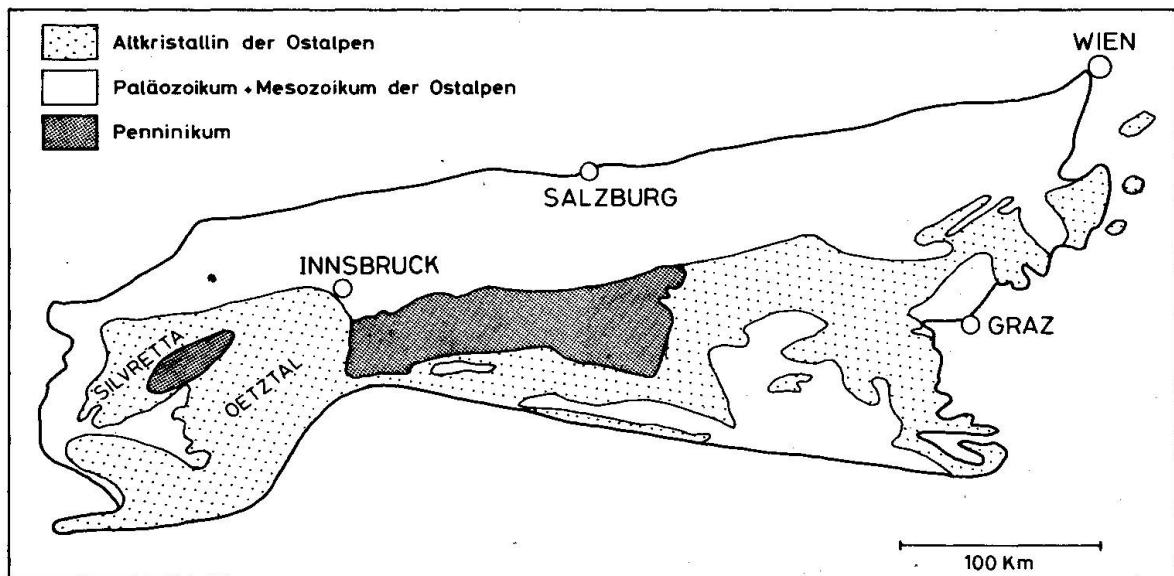 Altkristallin der Ostalpen
Paläozoikum + Mesozoikum der Ostalpen
Penninikum
WIEN
SALZBURG
INNSBRUCK
GRAZ
SILVRETTA
OETZTAL
100 Km